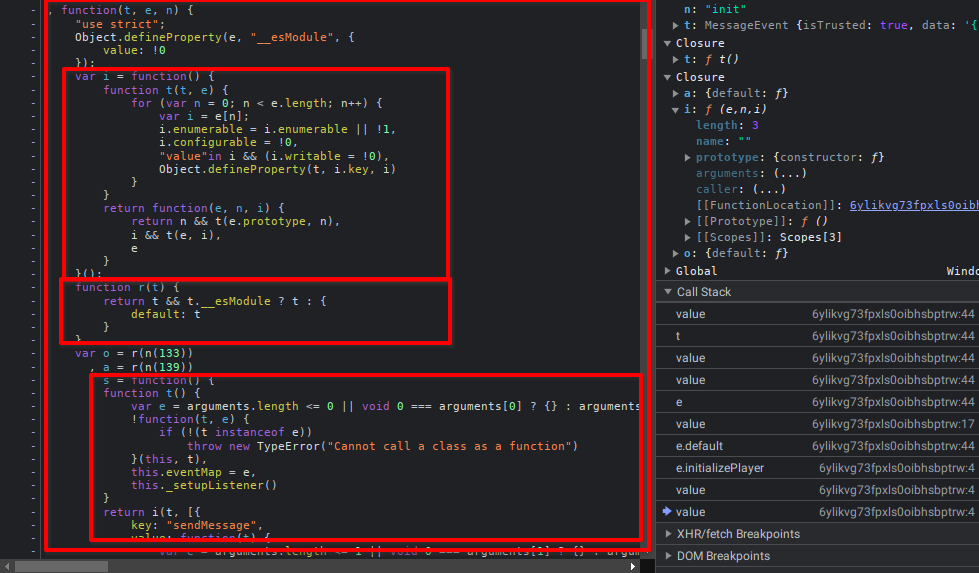 , function(t, e, n) {
"use strict";
Object.defineProperty(e, "__esModule", {
value: !0
});
var i = function() {
function t(t, e) {
for (var n = 0; n < e.length; n++) {
var i = e[n];
i.enumerable = i.enumerable || !1,
i.configurable = !0,
"value"in i && (i.writable = !0),
Object.defineProperty(t, i.key, i)
}
}
return function(e, n, i) {
return n && t(e.prototype, n),
i && t(e, i),
e
}
}();
function r(t) {
return t && t.__esModule ? t : {
default: t
}
}
var o = r(n(133))
, a = r(n(139))
s = function() {
function t() {
var e = arguments.length <= 0 || void 0 === arguments[0] ? {} : arguments
!function(t, e) {
if (!(t instanceof e))
throw new TypeError("Cannot call a class as a function")
}(this, t),
this.eventMap = e,
this._setupListener()
}
return i(t, [{
key: "sendMessage",
value: function(t) {
var e = arguments.length <= 1 || void 0 === arguments[1] ? {} : argum
n: "init"
t: MessageEvent {isTrusted: true, data: '{
Closure
t: ƒ t()
Closure
a: {default: ƒ}
i: ƒ (e,n,i)
length: 3
name: ""
prototype: {constructor: ƒ}
arguments: (...)
caller: (...)
[[FunctionLocation]]: 6ylikvg73fpxls0oibh
[[Prototype]]: ƒ ()
[[Scopes]]: Scopes[3]
o: {default: ƒ}
Global Windo
Call Stack
value 6ylikvg73fpxls0oibhsbptrw:44
t 6ylikvg73fpxls0oibhsbptrw:44
value 6ylikvg73fpxls0oibhsbptrw:44
value 6ylikvg73fpxls0oibhsbptrw:44
e 6ylikvg73fpxls0oibhsbptrw:44
value 6ylikvg73fpxls0oibhsbptrw:17
e.default 6ylikvg73fpxls0oibhsbptrw:44
e.initializePlayer 6ylikvg73fpxls0oibhsbptrw:4
value 6ylikvg73fpxls0oibhsbptrw:4
value 6ylikvg73fpxls0oibhsbptrw:4
XHR/fetch Breakpoints
DOM Breakpoints